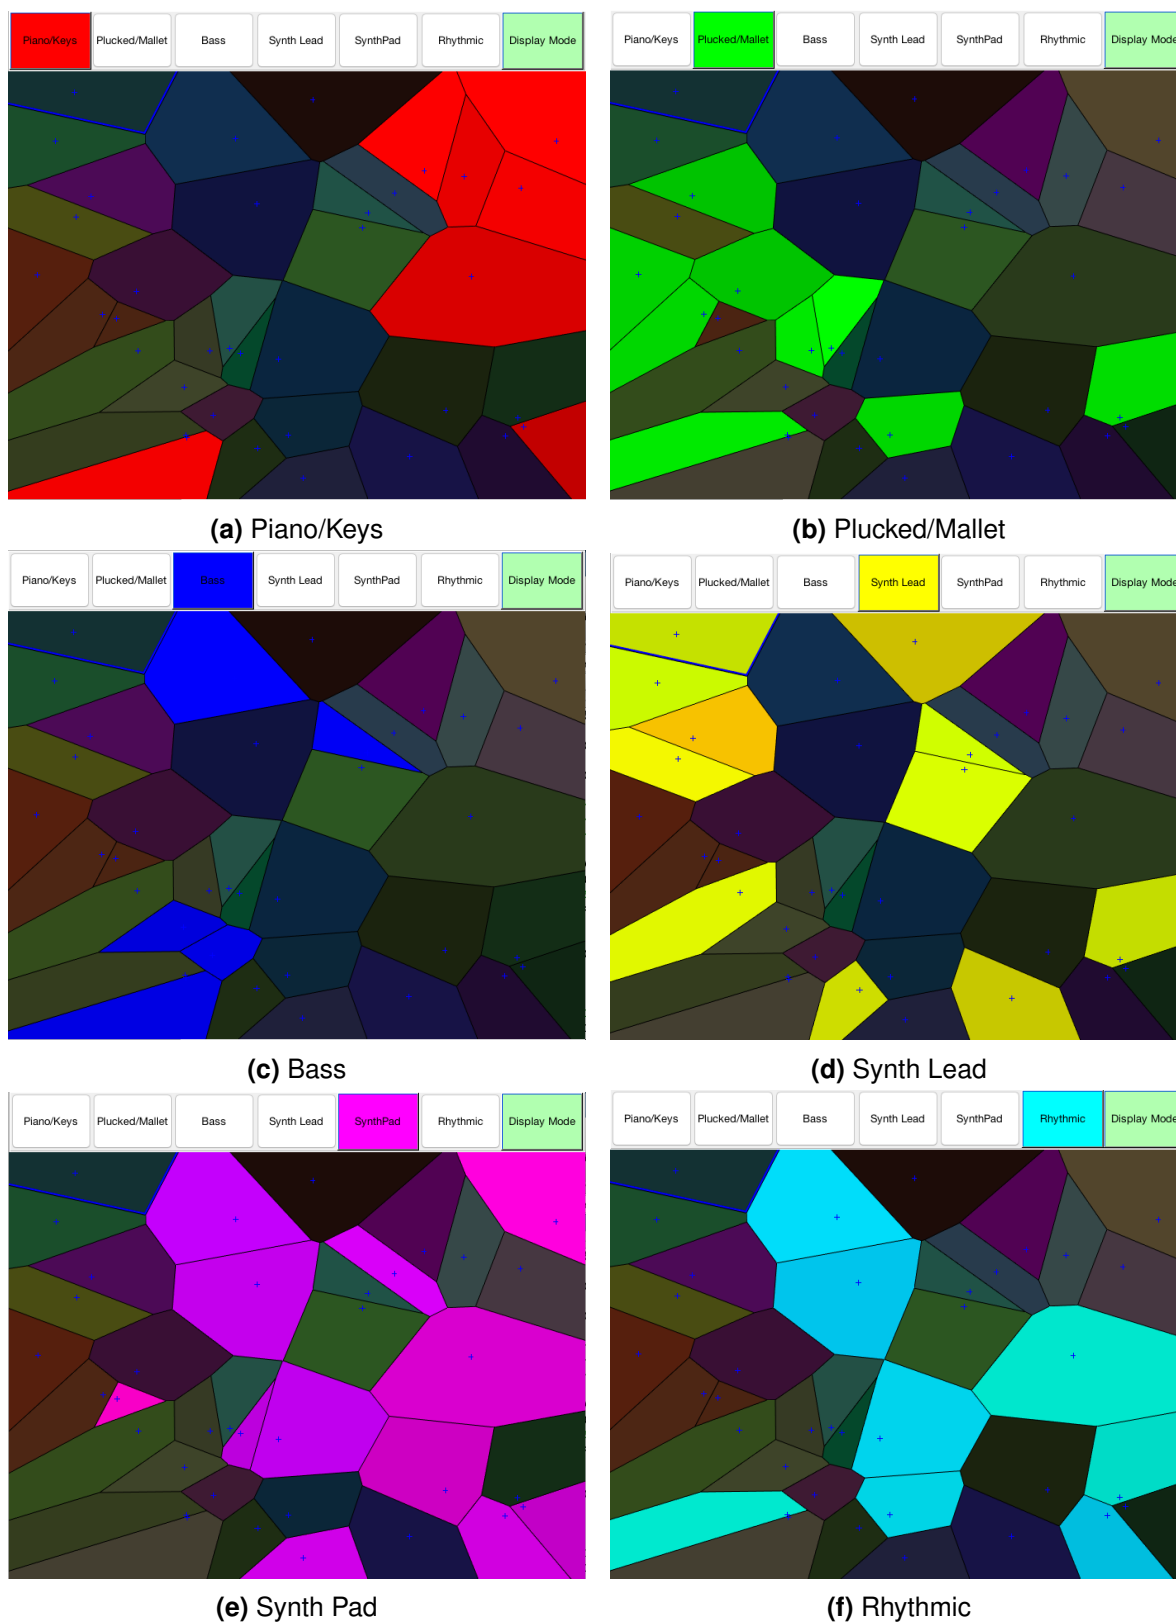 Piano/Keys Plucked/Mallet Bass Synth Lead SynthPad Rhythmic Display Mode
Piano/Keys Plucked/Mallet Bass Synth Lead SynthPad Rhythmic Display Mode
(a) Piano/Keys
(b) Plucked/Mallet
Piano/Keys Plucked/Mallet Bass Synth Lead SynthPad Rhythmic Display Mode
Piano/Keys Plucked/Mallet Bass Synth Lead SynthPad Rhythmic Display Mode
(c) Bass
(d) Synth Lead
Piano/Keys Plucked/Mallet Bass Synth Lead SynthPad Rhythmic Display Mode
Piano/Keys Plucked/Mallet Bass Synth Lead SynthPad Rhythmic Display Mode
(e) Synth Pad
(f) Rhythmic